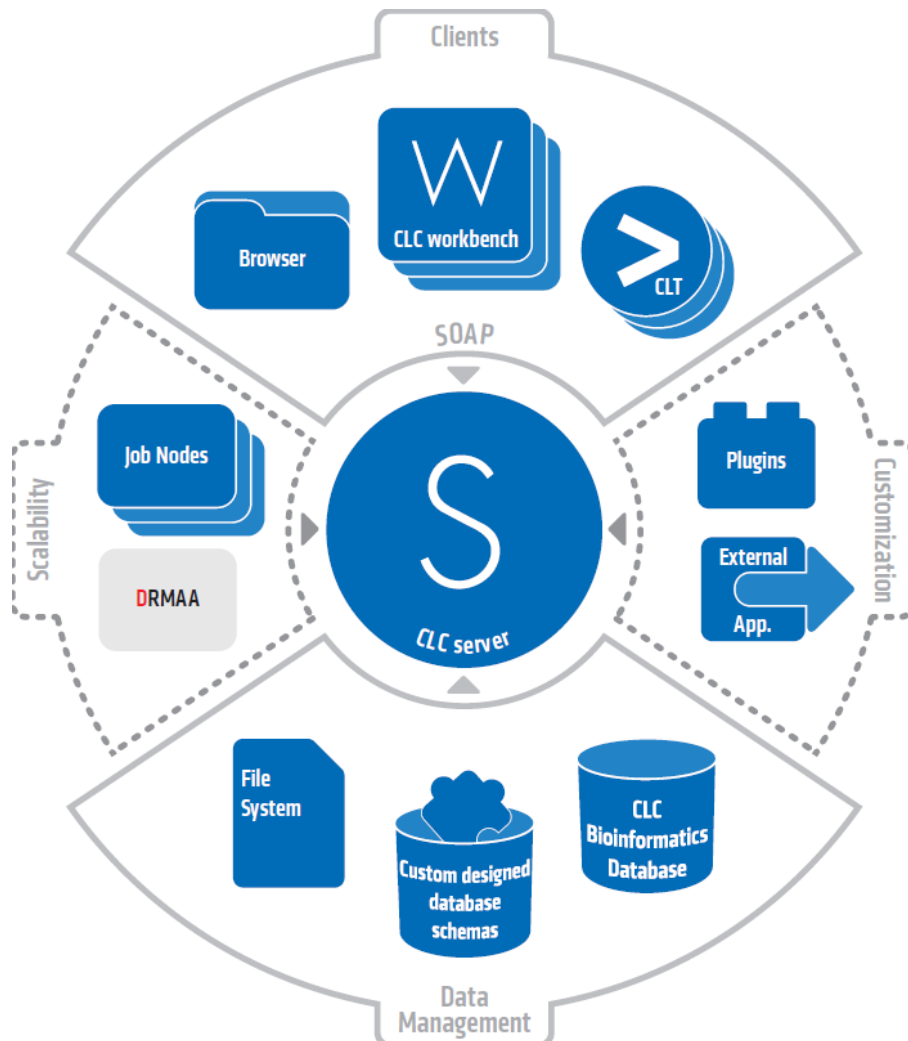 Clients
W
CLC workbench
Browser
>
CLT
SOAP
Job Nodes
Scalability
DRMAA
S
CLC server
Plugins
External
App.
Customization
File
System
Custom designed
database
schemas
CLC
Bioinformatics
Database
Data
Management